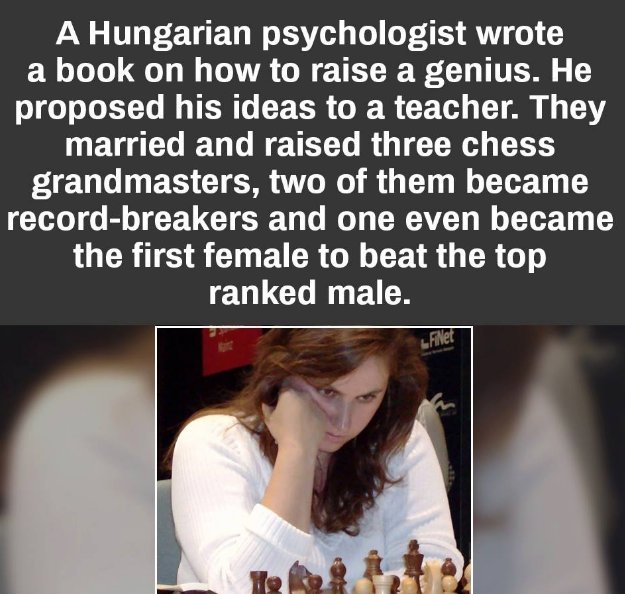 A Hungarian psychologist wrote
a book on how to raise a genius. He
proposed his ideas to a teacher. They
married and raised three chess
grandmasters, two of them became
record-breakers and one even became
the first female to beat the top
ranked male.
FiNet
Mainz